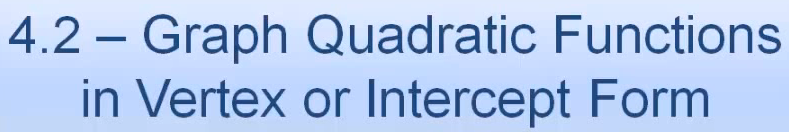 4.2 – Graph Quadratic Functions
in Vertex or Intercept Form